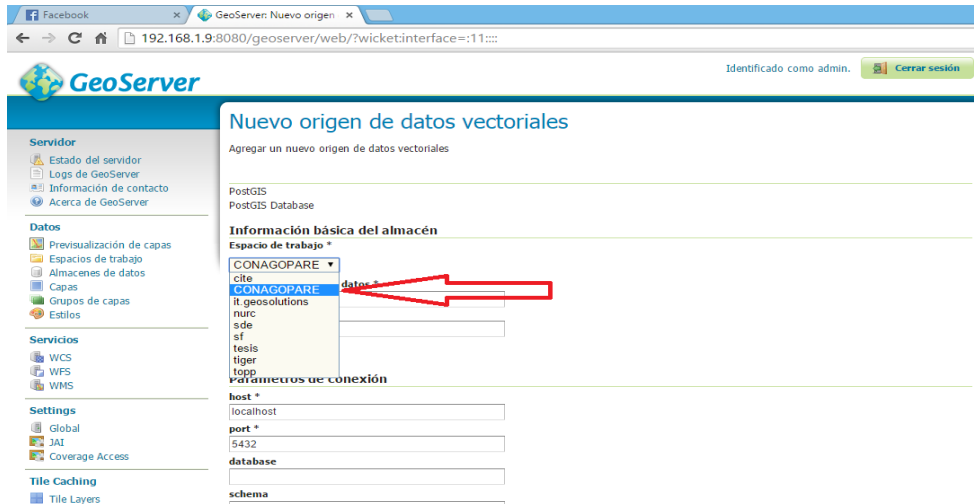 Facebook
GeoServer: Nuevo origen
192.168.1.9:8080/geoserver/web/?wicket:interface=:11::::
GeoServer
Identificado como admin.
Cerrar sesión
Servidor
Estado del servidor
Logs de GeoServer
Información de contacto
Acerca de GeoServer
Datos
Previsualización de capas
Espacios de trabajo
Almacenes de datos
Capas
Grupos de capas
Estilos
Servicios
WCS
WFS
WMS
Settings
Global
JAI
Coverage Access
Tile Caching
Tile Layers
Nuevo origen de datos vectoriales
Agregar un nuevo origen de datos vectoriales
PostGIS
PostGIS Database
Información básica del almacén
Espacio de trabajo *
CONAGOPARE
cite
CONAGOPARE
datos *
it.geosolutions
nurc
sde
sf
tesis
tiger
topp
Parámetros de conexión
host *
localhost
port *
5432
database
schema